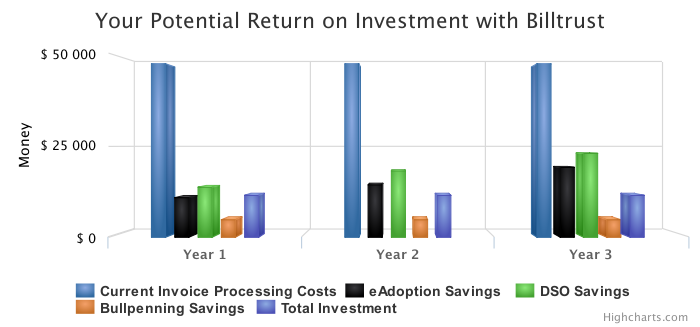 Your Potential Return on Investment with Billtrust
$ 50 000
$ 25 000
$ 0
Money
Year 1
Year 2
Year 3
Current Invoice Processing Costs eAdoption Savings DSO Savings
Bullpenning Savings Total Investment
Highcharts.com